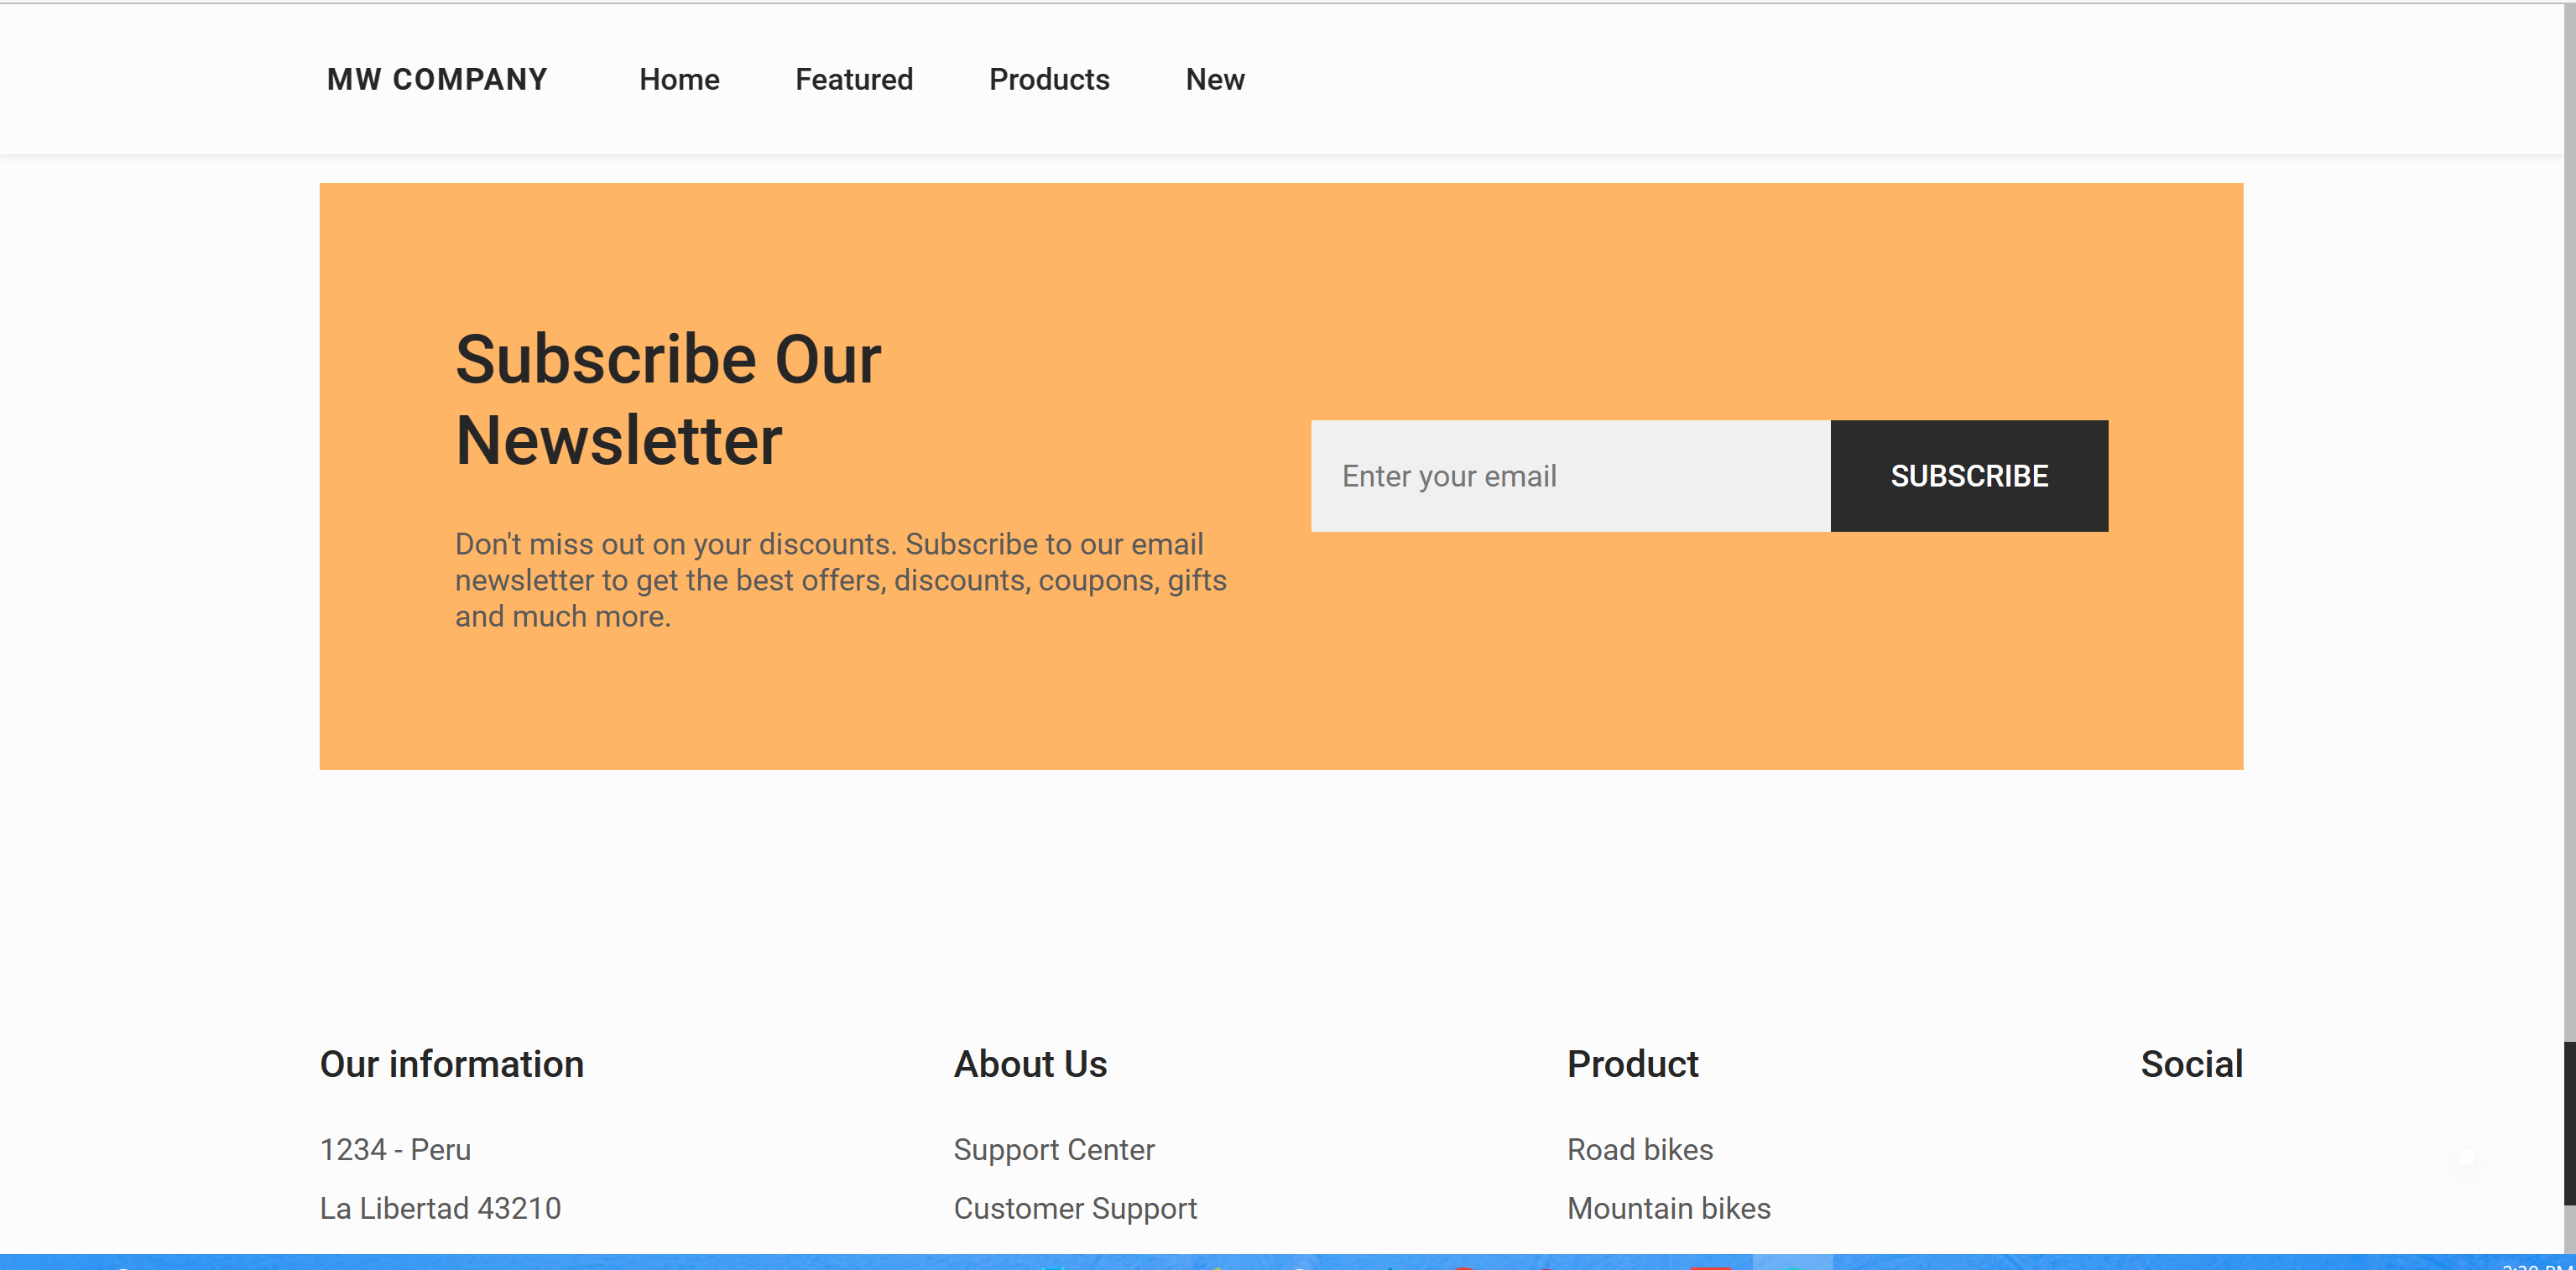 MW COMPANY Home Featured Products New
Subscribe Our
Newsletter
Don't miss out on your discounts. Subscribe to our email
newsletter to get the best offers, discounts, coupons, gifts
and much more.
Enter your email
SUBSCRIBE
Our information
1234 - Peru
La Libertad 43210
About Us
Support Center
Customer Support
Product
Road bikes
Mountain bikes
Social